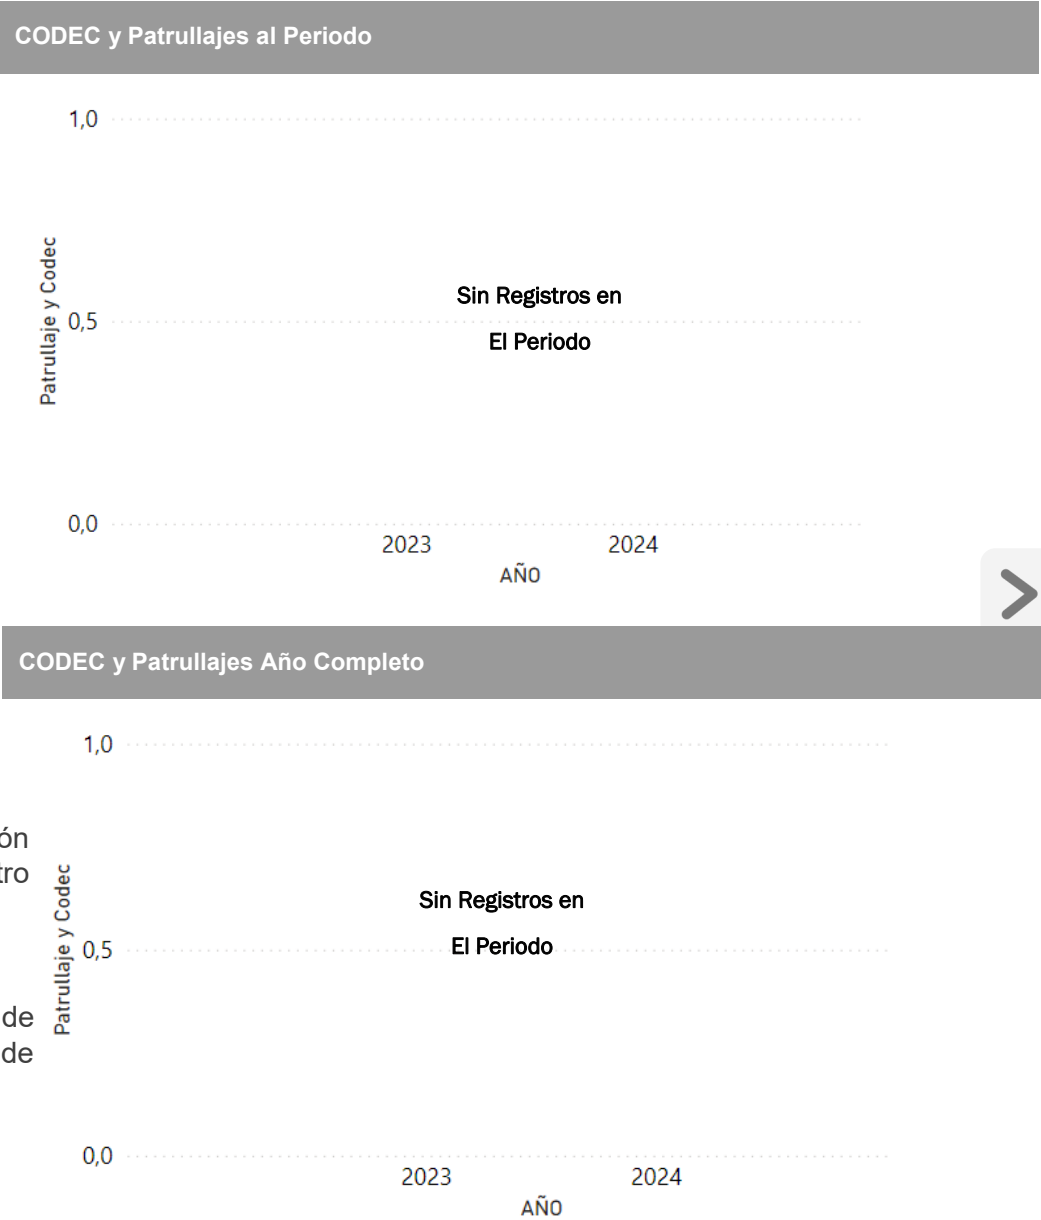 CODEC y Patrullajes al Periodo
1,0
Patrullaje y Codec
Sin Registros en
0,5
El Periodo
0,0
2023 2024
AÑO
CODEC y Patrullajes Año Completo
1,0
ón
tro
Patrullaje y Codec
Sin Registros en
El Periodo
0,5
de
de
0,0
2023 2024
AÑO